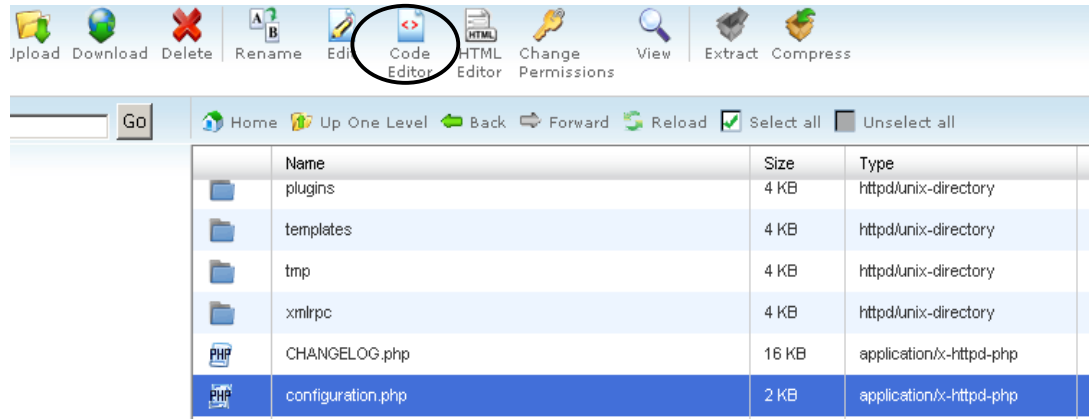 Upload Download Delete Rename Edit Code Editor HTML Editor Change Permissions View Extract Compress
Go Home Up One Level Back Forward Reload Select all Unselect all
Name Size Type
plugins 4 KB httpd/unix-directory
templates 4 KB httpd/unix-directory
tmp 4 KB httpd/unix-directory
xmlrpc 4 KB httpd/unix-directory
PHP CHANGELOG.php 16 KB application/x-httpd-php
PHP configuration.php 2 KB application/x-httpd-php